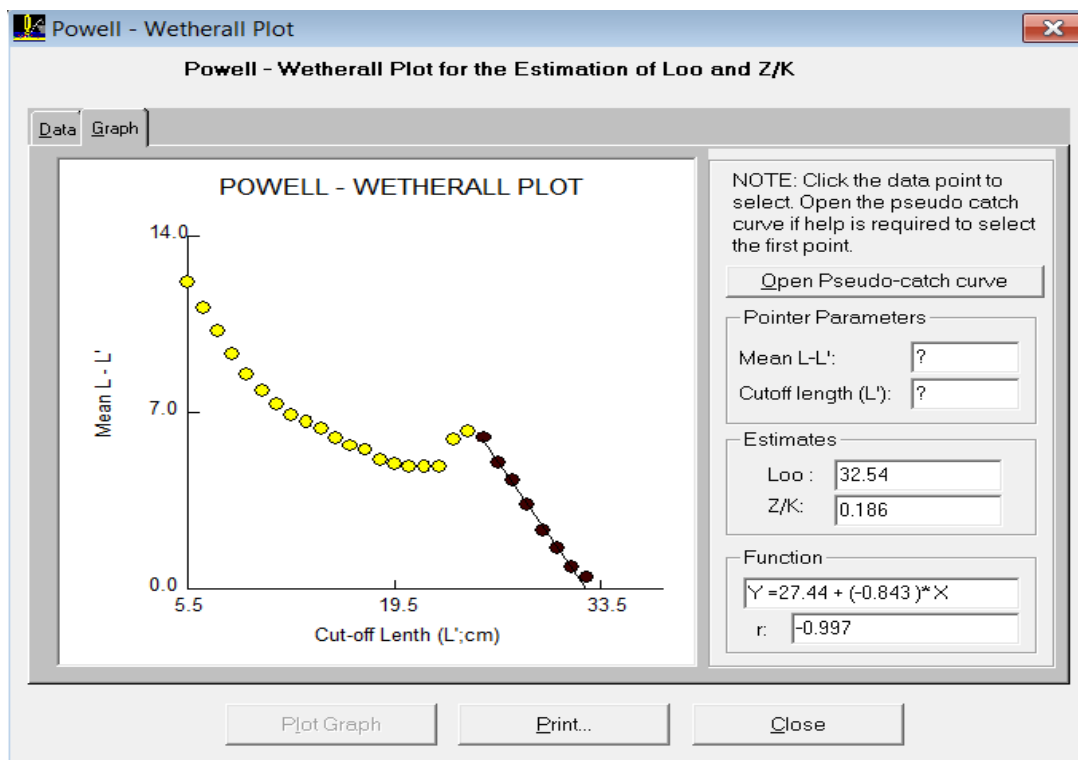 Powell - Wetherall Plot
Powell - Wetherall Plot for the Estimation of Loo and Z/K
Data Graph
POWELL - WETHERALL PLOT
14.0
7.0
0.0
5.5 19.5 33.5
Mean L - L'
Cut-off Lenth (L';cm)
NOTE: Click the data point to
select. Open the pseudo catch
curve if help is required to select
the first point.
Open Pseudo-catch curve
Pointer Parameters
Mean L-L': ?
Cutoff length (L'): ?
Estimates
Loo : 32.54
Z/K: 0.186
Function
Y =27.44 + (-0.843 )* X
r: -0.997
Plot Graph Print... Close